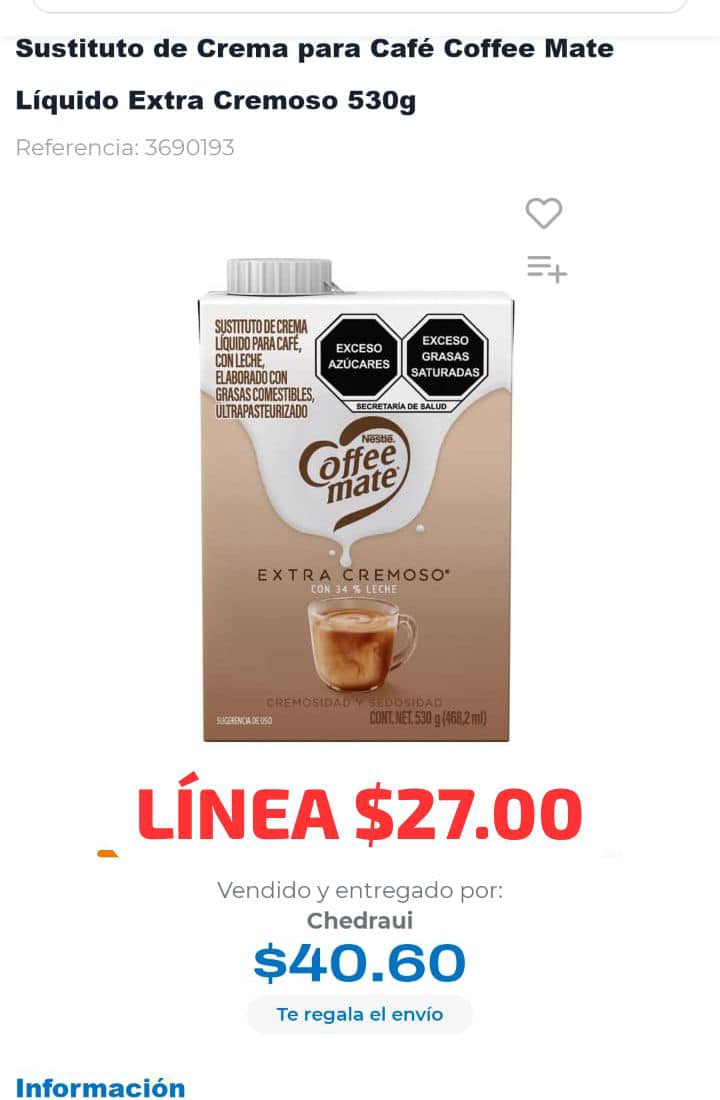 Sustituto de Crema para Café Coffee Mate
Líquido Extra Cremoso 530g
Referencia: 3690193
SUSTITUTO DE CREMA
LÍQUIDO PARA CAFÉ,
CON LECHE,
ELABORADO CON
GRASAS COMESTIBLES,
ULTRAPASTEURIZADO
EXCESO
AZÚCARES
EXCESO
GRASAS
SATURADAS
SECRETARÍA DE SALUD
Nestlé.
Coffee
mate®
EXTRA CREMOSO*
CON 34 % LECHE
CREMOSIDAD Y SEDOSIDAD
SUGERENCIA DE USO
CONT. NET. 530 g (468,2 ml)
LÍNEA $27.00
Vendido y entregado por:
Chedraui
$40.60
Te regala el envío
Información